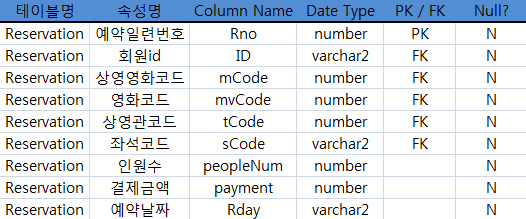 테이블명 속성명 Column Name Date Type PK / FK Null?
Reservation 예약일련번호 Rno number PK N
Reservation 회원id ID varchar2 FK N
Reservation 상영영화코드 mCode number FK N
Reservation 영화코드 mvCode number FK N
Reservation 상영관코드 tCode number FK N
Reservation 좌석코드 sCode varchar2 FK N
Reservation 인원수 peopleNum number N
Reservation 결제금액 payment number N
Reservation 예약날짜 Rday varchar2 N